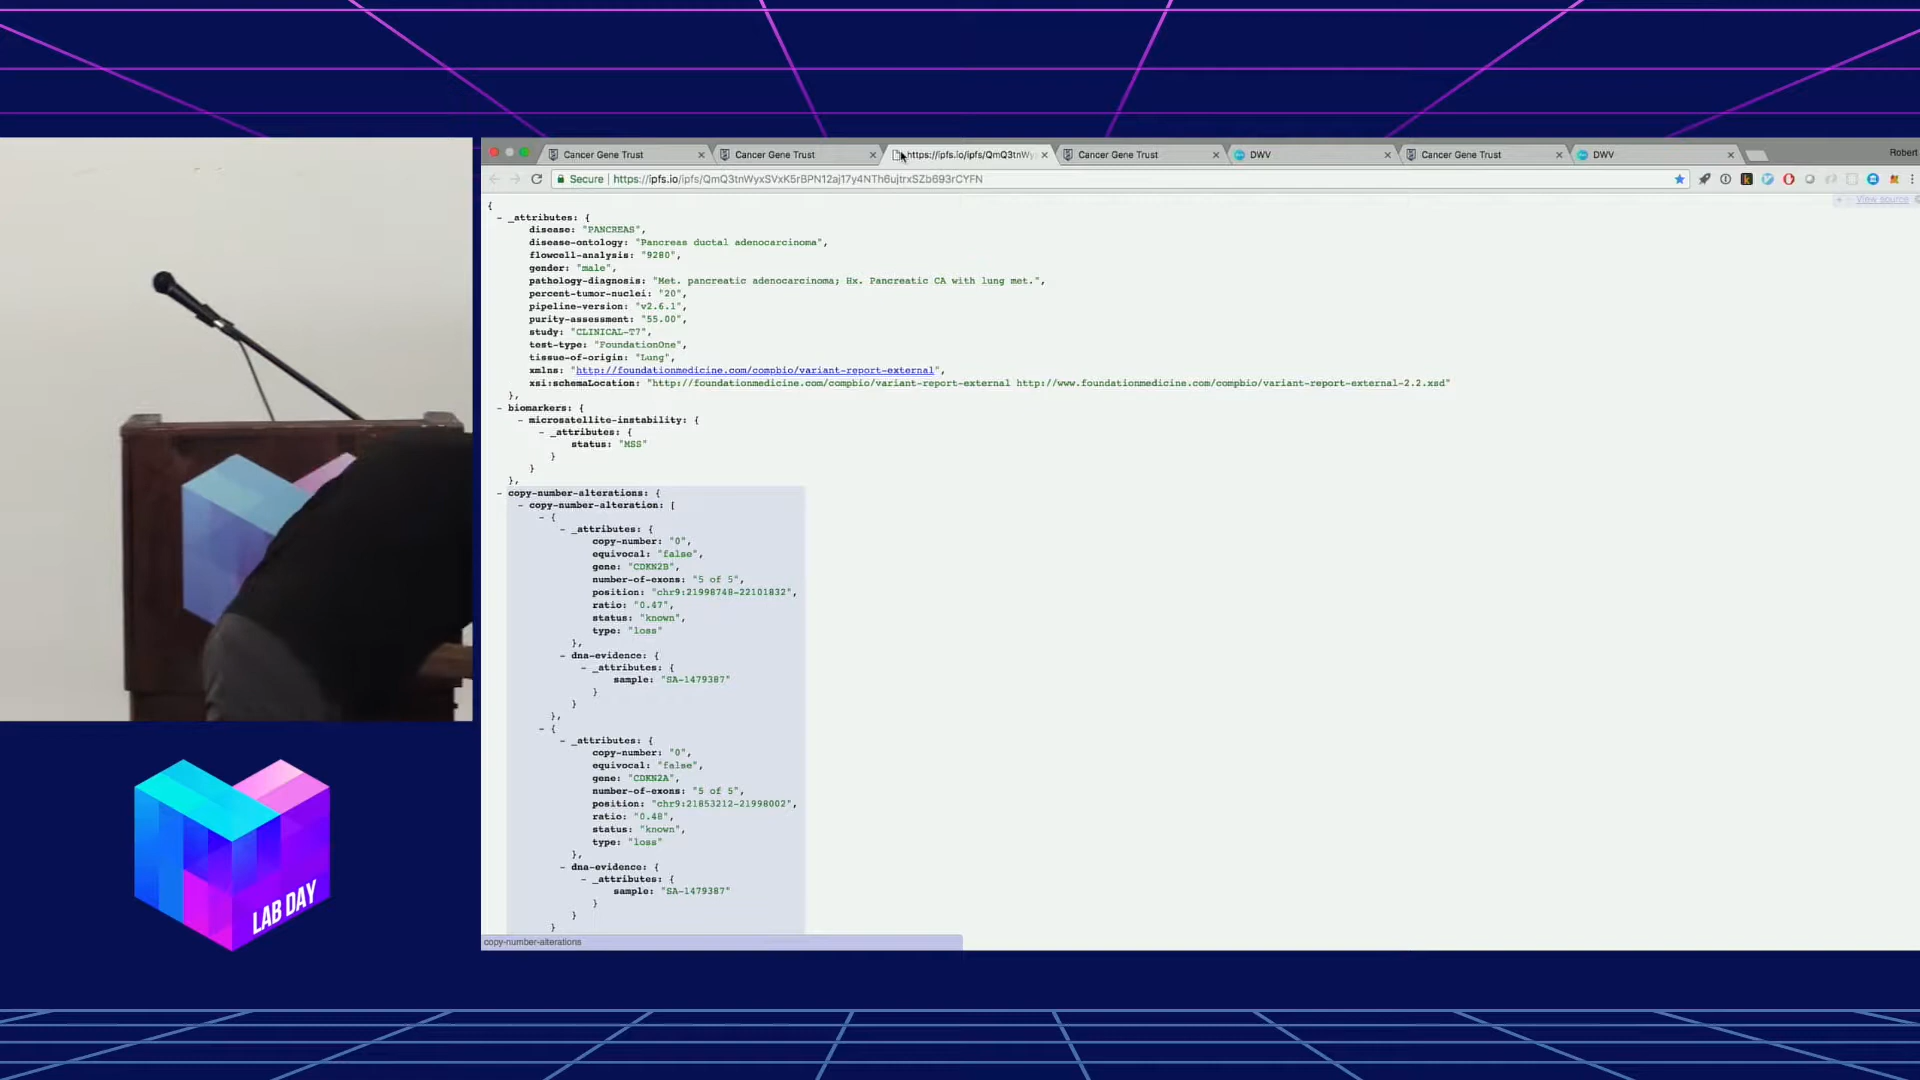 Cancer Gene Trust
Cancer Gene Trust
https://ipfs.io/ipfs/QmQ3tnWy
Cancer Gene Trust
DWV
Cancer Gene Trust
DWV
Robert
Secure
https://ipfs.io/ipfs/QmQ3tnWyxSVxK5rBPN12aj17y4NTh6ujtrxSZb693rCYFN
View source
{
- _attributes: {
disease: "PANCREAS",
disease-ontology: "Pancreas ductal adenocarcinoma",
flowcell-analysis: "9280",
gender: "male",
pathology-diagnosis: "Met. pancreatic adenocarcinoma; Hx. Pancreatic CA with lung met.",
percent-tumor-nuclei: "20",
pipeline-version: "v2.6.1",
purity-assessment: "55.00",
study: "CLINICAL-T7",
test-type: "FoundationOne",
tissue-of-origin: "Lung",
xmlns: "http://foundationmedicine.com/compbio/variant-report-external",
xsi:schemaLocation: "http://foundationmedicine.com/compbio/variant-report-external http://www.foundationmedicine.com/compbio/variant-report-external-2.2.xsd"
},
- biomarkers: {
- microsatellite-instability: {
- _attributes: {
status: "MSS"
}
}
},
- copy-number-alterations: {
- copy-number-alteration: [
- {
- _attributes: {
copy-number: "0",
equivocal: "false",
gene: "CDKN2B",
number-of-exons: "5 of 5",
position: "chr9:21998748-22101832",
ratio: "0.47",
status: "known",
type: "loss"
},
- dna-evidence: {
- _attributes: {
sample: "SA-1479387"
}
}
},
- {
- _attributes: {
copy-number: "0",
equivocal: "false",
gene: "CDKN2A",
number-of-exons: "5 of 5",
position: "chr9:21853212-21998002",
ratio: "0.48",
status: "known",
type: "loss"
},
- dna-evidence: {
- _attributes: {
sample: "SA-1479387"
}
}
}
copy-number-alterations
LAB DAY